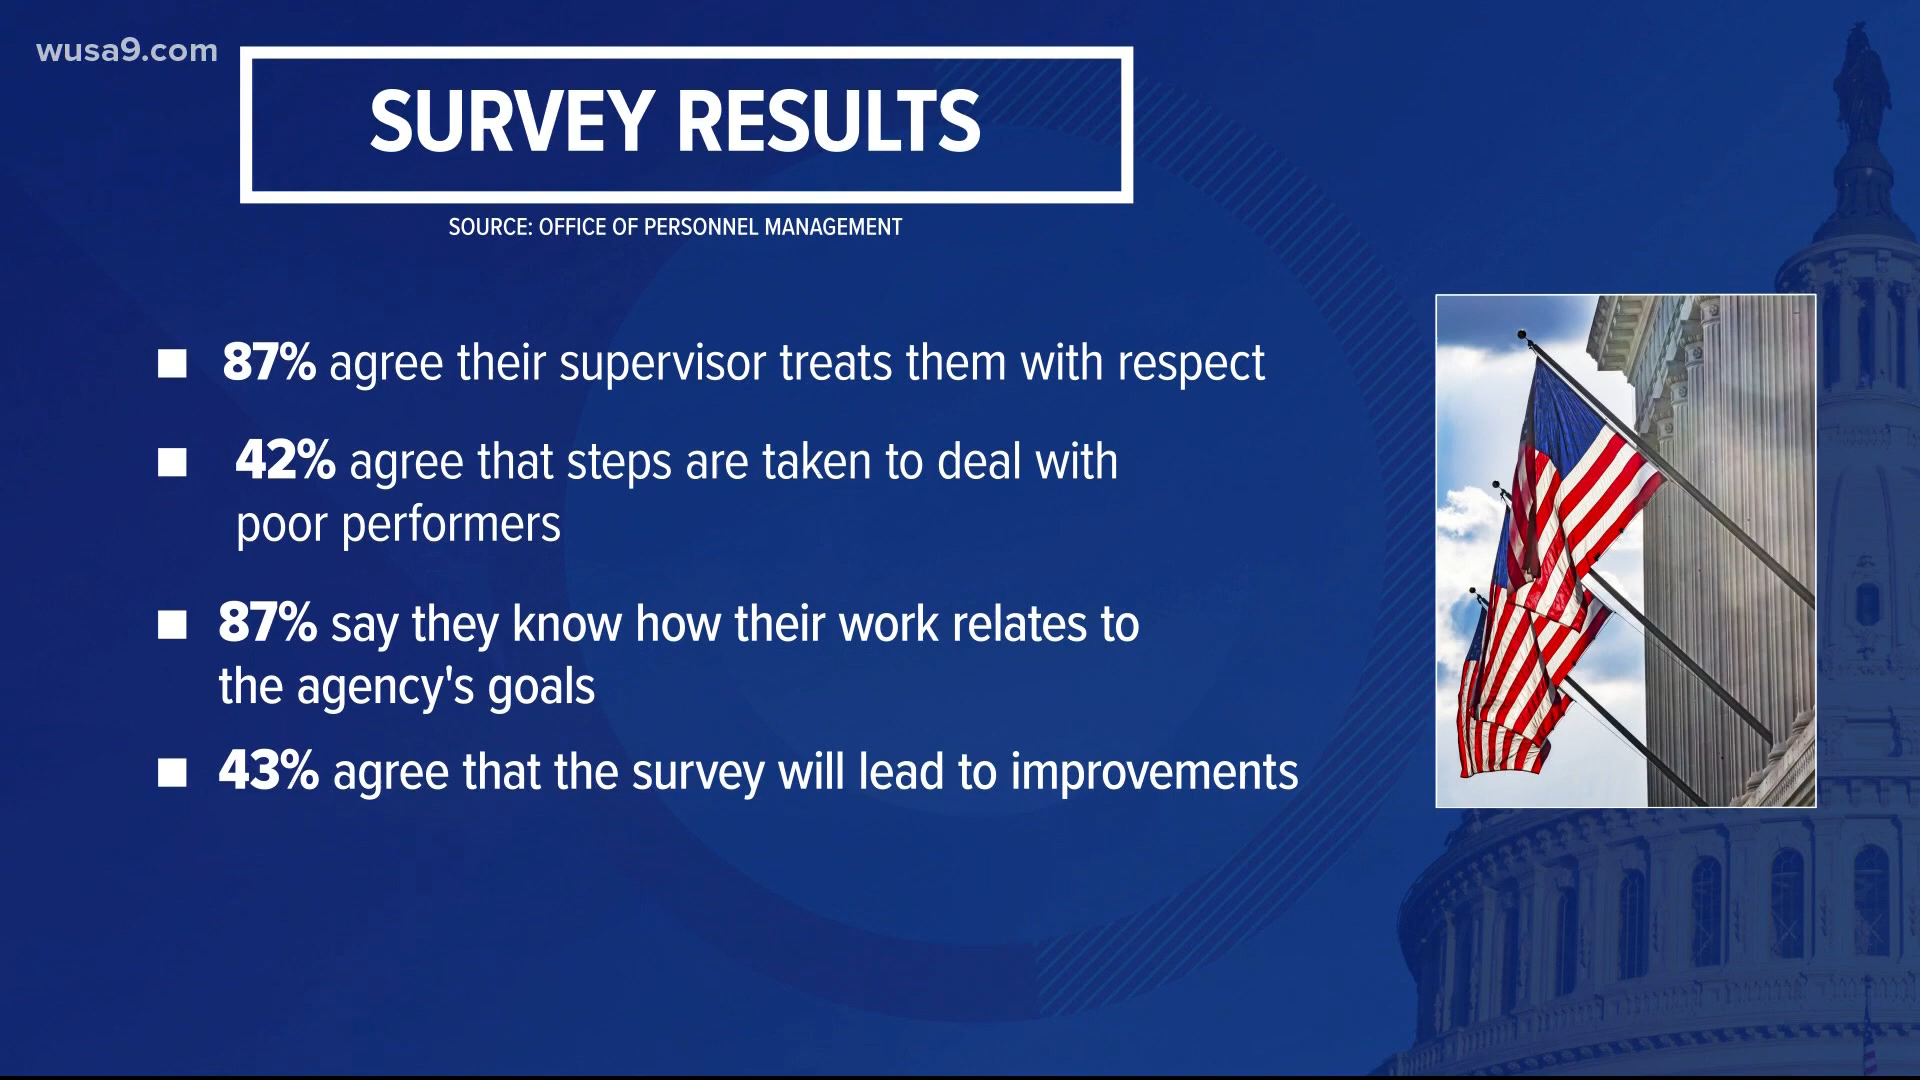 wusa9.com
SURVEY RESULTS
SOURCE: OFFICE OF PERSONNEL MANAGEMENT
87% agree their supervisor treats them with respect
42% agree that steps are taken to deal with
poor performers
87% say they know how their work relates to
the agency's goals
43% agree that the survey will lead to improvements